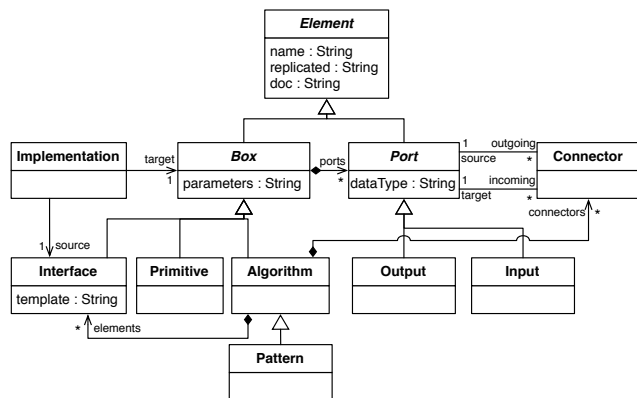 Element
name : String
replicated : String
doc : String
Implementation
target
1
Box
parameters : String
ports
*
Port
dataType : String
1 outgoing
source *
1 incoming
target *
Connector
connectors *
1 source
Interface
template : String
Primitive
Algorithm
Output
Input
* elements
Pattern